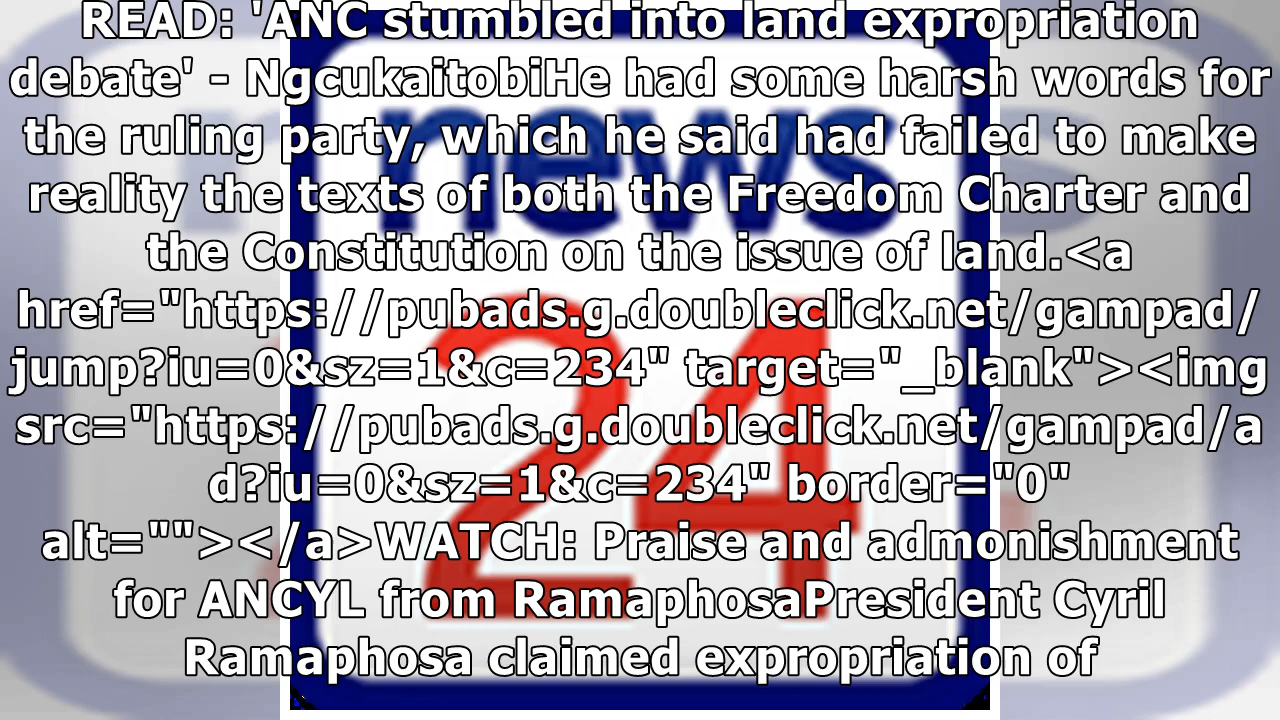 READ: 'ANC stumbled into land expropriation
debate' - NgcukaitobiHe had some harsh words for
the ruling party, which he said had failed to make
reality the texts of both the Freedom Charter and
the Constitution on the issue of land.<a
href="https://pubads.g.doubleclick.net/gampad/
jump?iu=0&sz=1&c=234" target="_blank"><img
src="https://pubads.g.doubleclick.net/gampad/a
d?iu=0&sz=1&c=234" border="0"
alt=""></a>WATCH: Praise and admonishment
for ANCYL from RamaphosaPresident Cyril
Ramaphosa claimed expropriation of
news
24